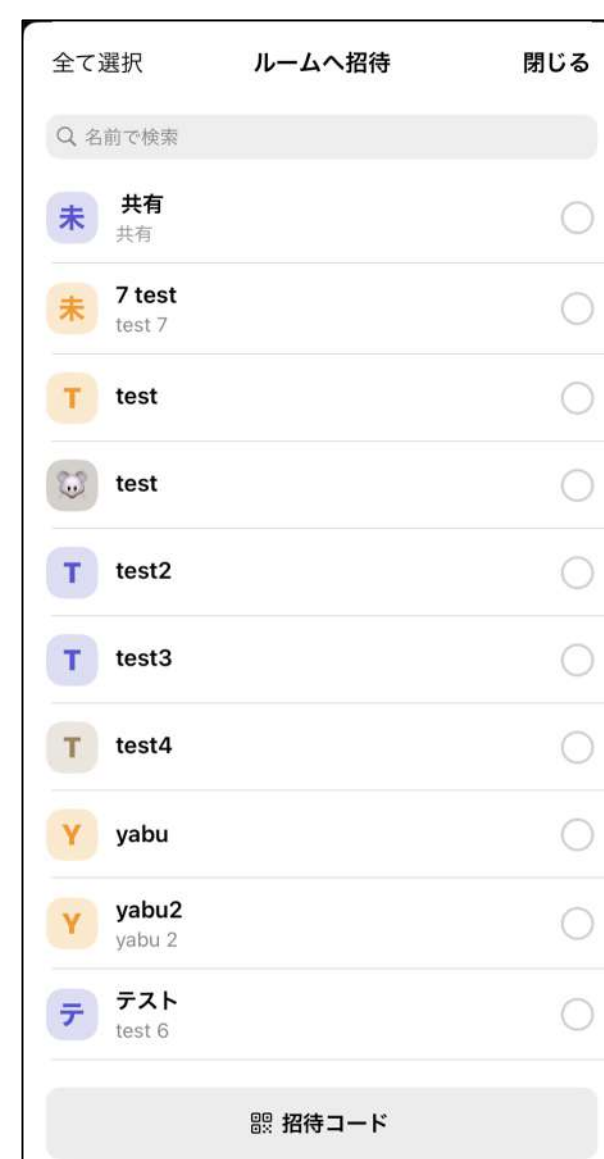 全て選択 ルームへ招待 閉じる
名前で検索
未 共有
共有
未 7 test
test 7
T test
test
T test2
T test3
T test4
Y yabu
Y yabu2
yabu 2
テ テスト
test 6
招待コード